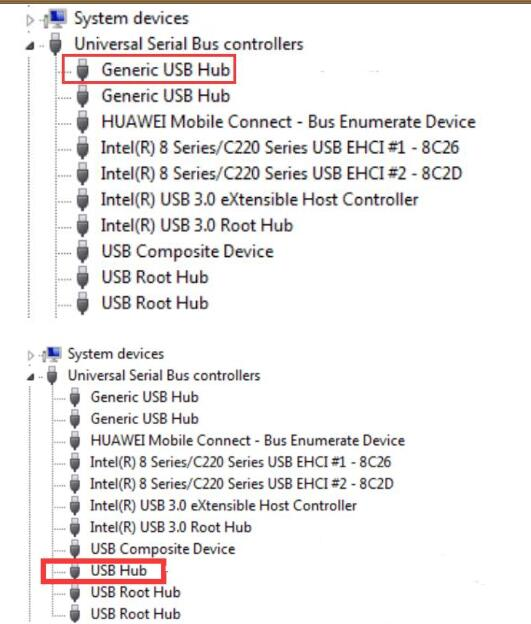 System devices
Universal Serial Bus controllers
Generic USB Hub
Generic USB Hub
HUAWEI Mobile Connect - Bus Enumerate Device
Intel(R) 8 Series/C220 Series USB EHCI #1 - 8C26
Intel(R) 8 Series/C220 Series USB EHCI #2 - 8C2D
Intel(R) USB 3.0 eXtensible Host Controller
Intel(R) USB 3.0 Root Hub
USB Composite Device
USB Root Hub
USB Root Hub
System devices
Universal Serial Bus controllers
Generic USB Hub
Generic USB Hub
HUAWEI Mobile Connect - Bus Enumerate Device
Intel(R) 8 Series/C220 Series USB EHCI #1 - 8C26
Intel(R) 8 Series/C220 Series USB EHCI #2 - 8C2D
Intel(R) USB 3.0 eXtensible Host Controller
Intel(R) USB 3.0 Root Hub
USB Composite Device
USB Hub
USB Root Hub
USB Root Hub